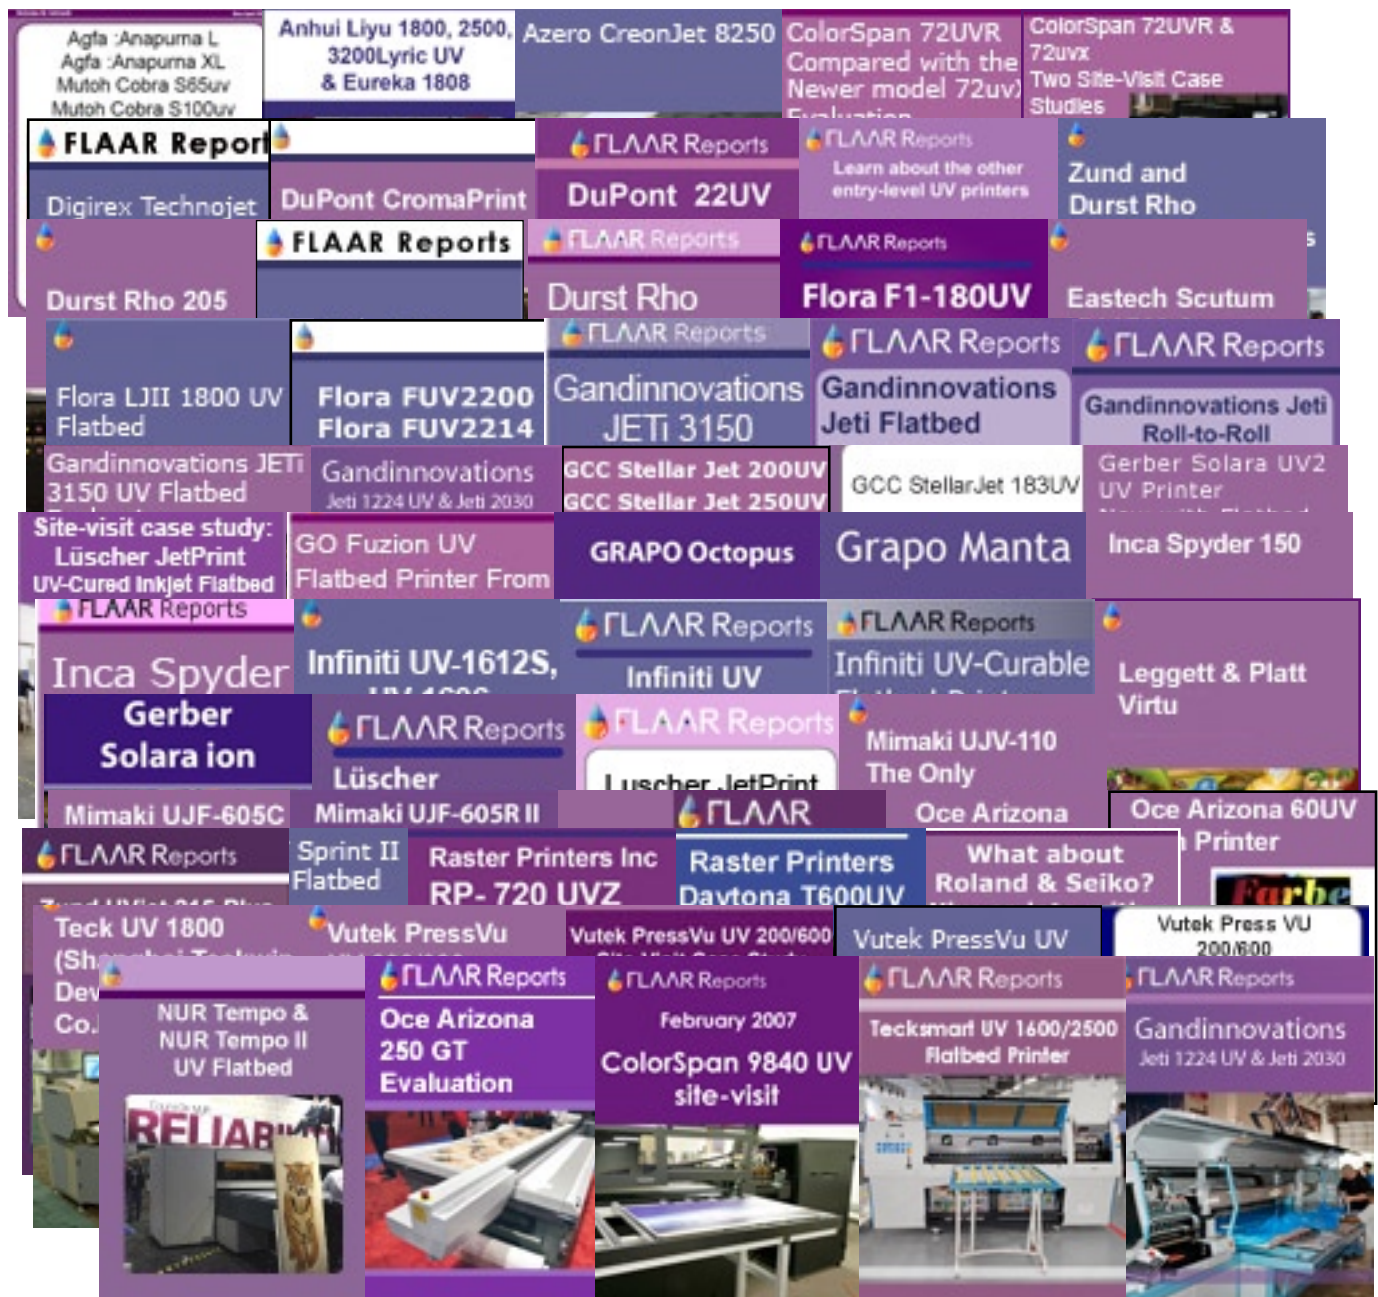 Agfa :Anapurna L
Agfa :Anapurna XL
Mutoh Cobra S65uv
Mutoh Cobra S100uv
Anhui Liyu 1800, 2500,
3200Lyric UV
& Eureka 1808
Azero CreonJet 8250
ColorSpan 72UVR
Compared with the
Newer model 72uvX
Evaluation
ColorSpan 72UVR &
72uvx
Two Site-Visit Case
Studies
FLAAR Report
Digirex Technojet
DuPont CromaPrint
FLAAR Reports
DuPont 22UV
FLAAR Reports
Learn about the other
entry-level UV printers
Zund and
Durst Rho
Durst Rho 205
FLAAR Reports
FLAAR Reports
Durst Rho
FLAAR Reports
Flora F1-180UV
Eastech Scutum
Flora LJII 1800 UV
Flatbed
Flora FUV2200
Flora FUV2214
FLAAR Reports
Gandinnovations
JETi 3150
FLAAR Reports
Gandinnovations
Jeti Flatbed
FLAAR Reports
Gandinnovations Jeti
Roll-to-Roll
Gandinnovations JETi
3150 UV Flatbed
Gandinnovations
Jeti 1224 UV & Jeti 2030
GCC Stellar Jet 200UV
GCC Stellar Jet 250UV
GCC StellarJet 183UV
Gerber Solara UV2
UV Printer
Site-visit case study:
Lüscher JetPrint
UV-Cured Inkjet Flatbed
GO Fuzion UV
Flatbed Printer From
GRAPO Octopus
Grapo Manta
Inca Spyder 150
FLAAR Reports
Inca Spyder
Infiniti UV-1612S,
FLAAR Reports
Infiniti UV
FLAAR Reports
Infiniti UV-Curable
Leggett & Platt
Virtu
Gerber
Solara ion
FLAAR Reports
Lüscher
FLAAR Reports
Luscher JetPrint
Mimaki UJV-110
The Only
Mimaki UJF-605C
Mimaki UJF-605R II
FLAAR
Oce Arizona
Oce Arizona 60UV
Printer
Farbe
FLAAR Reports
Sprint II
Flatbed
Raster Printers Inc
RP- 720 UVZ
Raster Printers
Daytona T600UV
What about
Roland & Seiko?
Teck UV 1800
Vutek PressVu
Vutek PressVu UV 200/600
Vutek PressVu UV
Vutek Press VU
200/600
NUR Tempo &
NUR Tempo II
UV Flatbed
FLAAR Reports
Oce Arizona
250 GT
Evaluation
FLAAR Reports
February 2007
ColorSpan 9840 UV
site-visit
FLAAR Reports
Tecksmart UV 1600/2500
Flatbed Printer
FLAAR Reports
Gandinnovations
Jeti 1224 UV & Jeti 2030